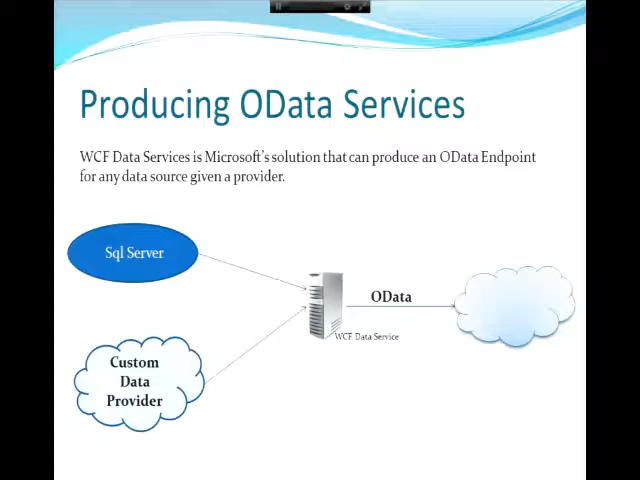 Producing OData Services
WCF Data Services is Microsoft's solution that can produce an OData Endpoint
for any data source given a provider.
Sql Server
OData
WCF Data Service
Custom
Data
Provider